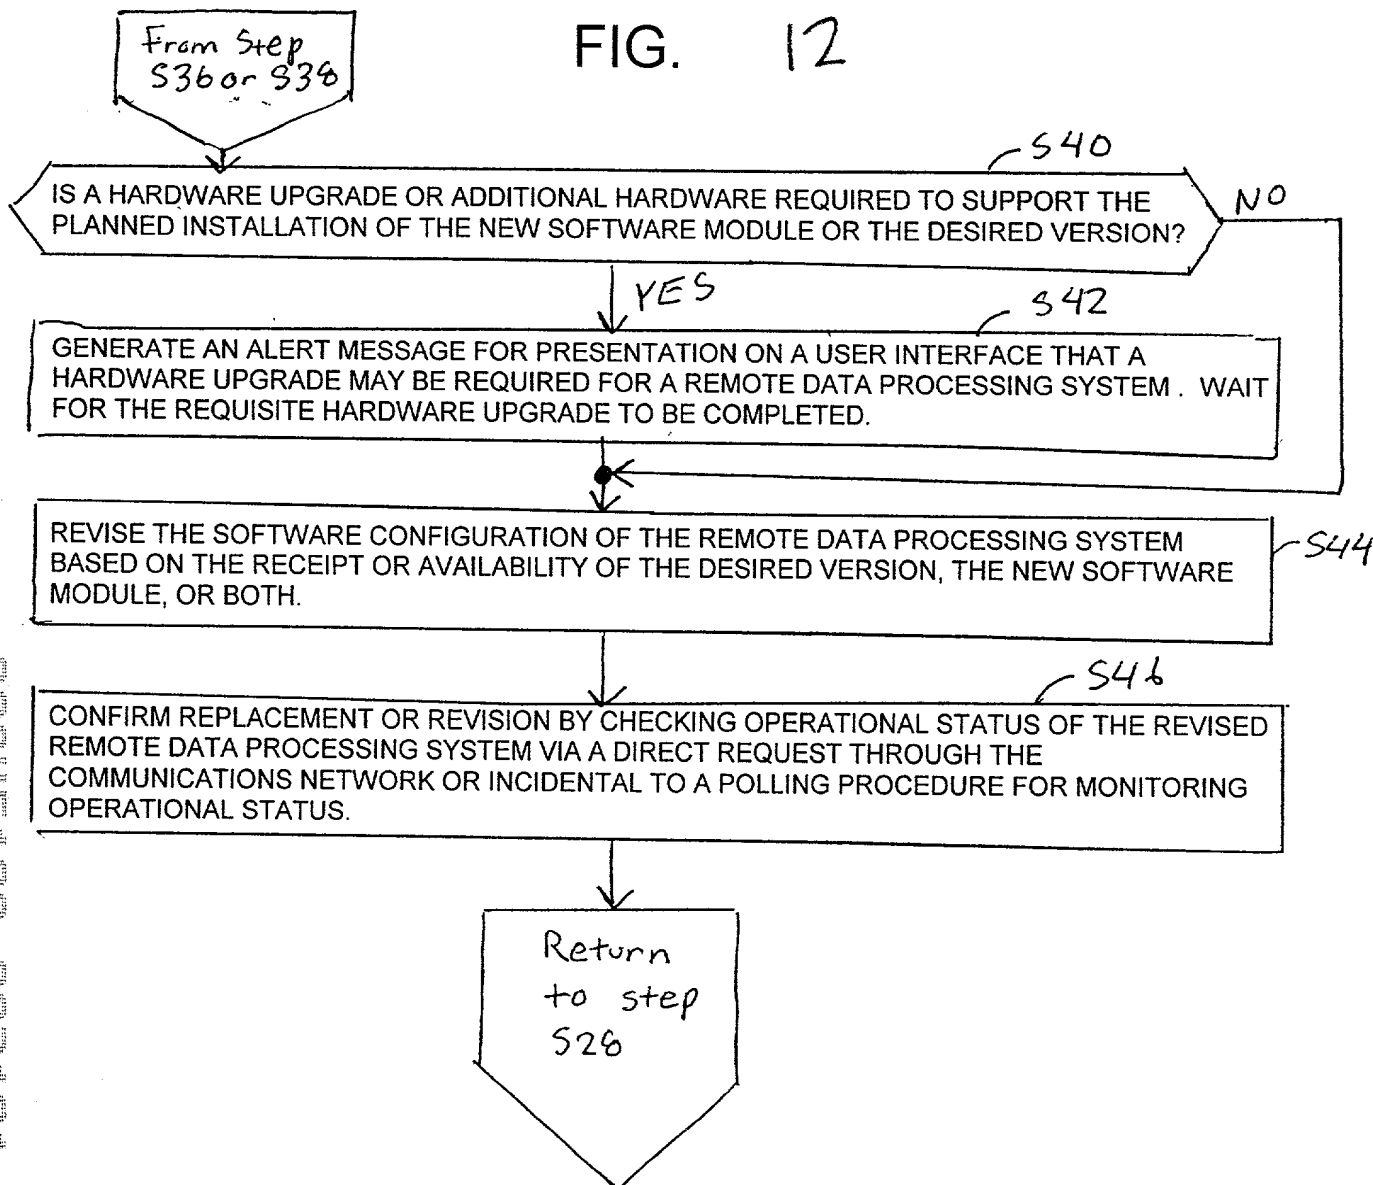 FIG. 12
From Step
S36 or S38
S40
IS A HARDWARE UPGRADE OR ADDITIONAL HARDWARE REQUIRED TO SUPPORT THE
PLANNED INSTALLATION OF THE NEW SOFTWARE MODULE OR THE DESIRED VERSION?
NO
YES
S42
GENERATE AN ALERT MESSAGE FOR PRESENTATION ON A USER INTERFACE THAT A
HARDWARE UPGRADE MAY BE REQUIRED FOR A REMOTE DATA PROCESSING SYSTEM . WAIT
FOR THE REQUISITE HARDWARE UPGRADE TO BE COMPLETED.
REVISE THE SOFTWARE CONFIGURATION OF THE REMOTE DATA PROCESSING SYSTEM
BASED ON THE RECEIPT OR AVAILABILITY OF THE DESIRED VERSION, THE NEW SOFTWARE
MODULE, OR BOTH.
S44
S46
CONFIRM REPLACEMENT OR REVISION BY CHECKING OPERATIONAL STATUS OF THE REVISED
REMOTE DATA PROCESSING SYSTEM VIA A DIRECT REQUEST THROUGH THE
COMMUNICATIONS NETWORK OR INCIDENTAL TO A POLLING PROCEDURE FOR MONITORING
OPERATIONAL STATUS.
Return
to step
S28